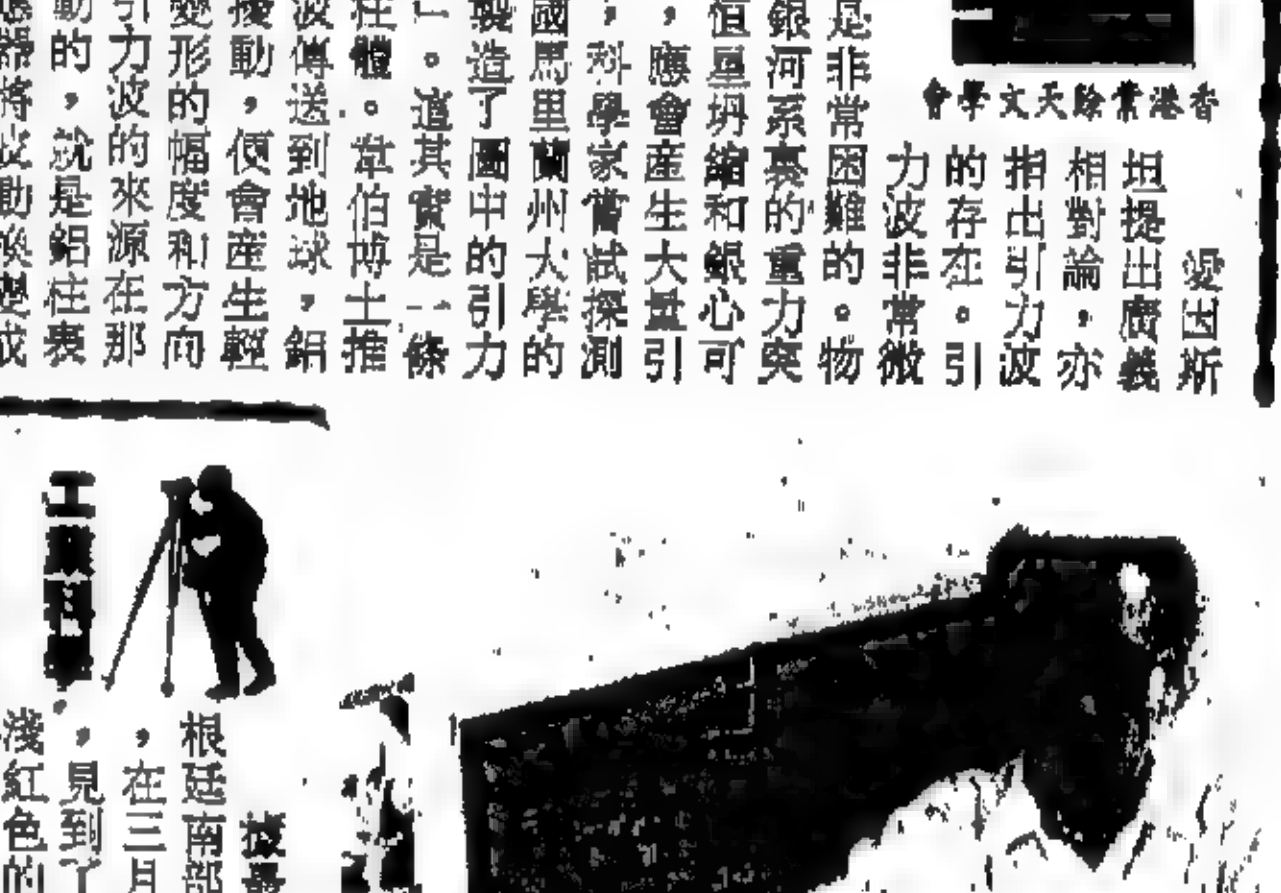 香港業餘天文學會
愛因斯
坦提出廣義
相對論，亦
指出引力波
的存在。引
力波非常微
是非常困難的。物
銀河系裏的重力突
恒星坍縮和銀心可
，應會產生大量引
，科學家嘗試探測
國馬里蘭州大學的
製造了圖中的引力
」。這其實是一條
柱體。韋伯博士推
波傳送到地球，鋁
擾動，便會產生輕
變形的幅度和方向
引力波的來源在那
動的，就是鋁柱表
應器將波動換變成
根廷南部
，在三月
，見到了
淺紅色的